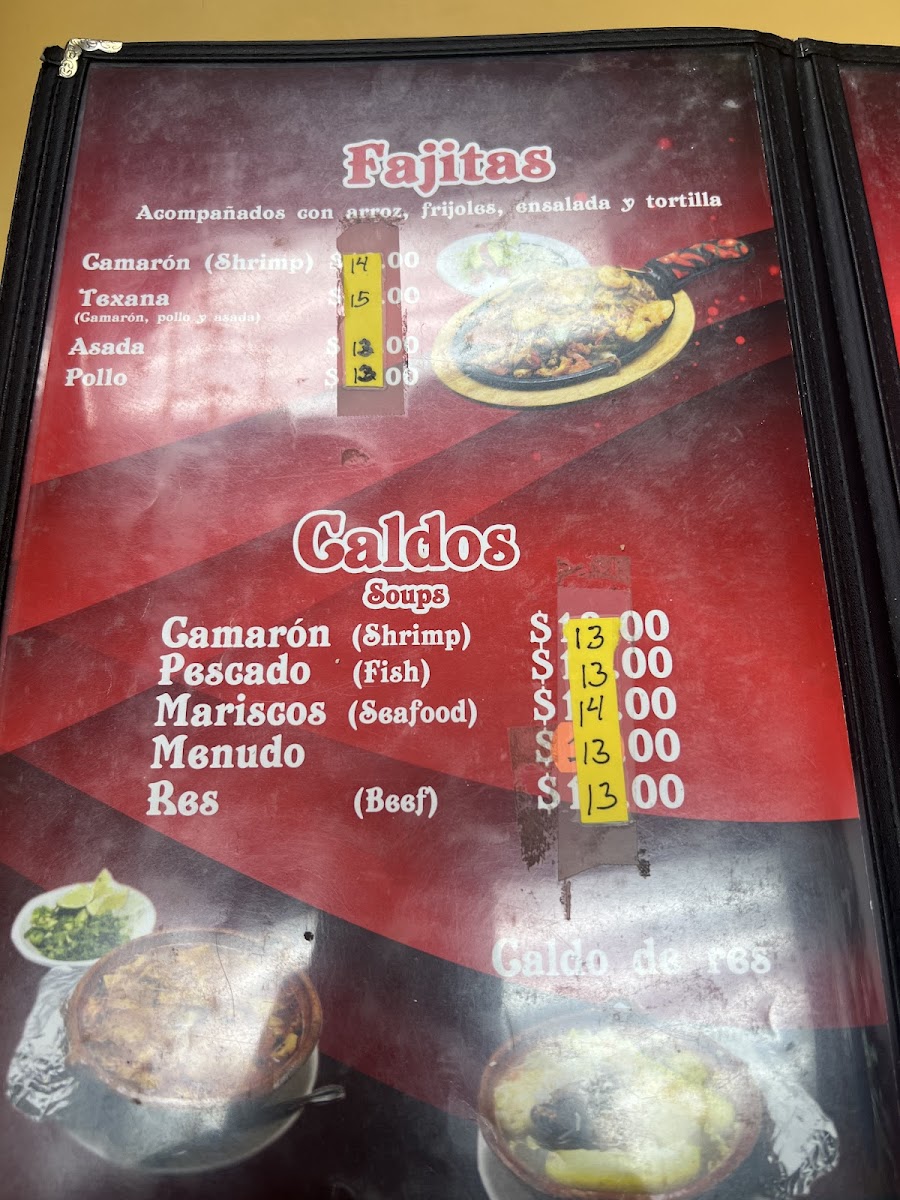 Fajitas
Acompañados con arroz, frijoles, ensalada y tortilla
Camarón (Shrimp) $14.00
Texana $15.00
(Camarón, pollo y asada)
Asada $13.00
Pollo $13.00
Caldos
Soups
Camarón (Shrimp) $13.00
Pescado (Fish) $13.00
Mariscos (Seafood) $14.00
Menudo $13.00
Res (Beef) $13.00
Caldo de res